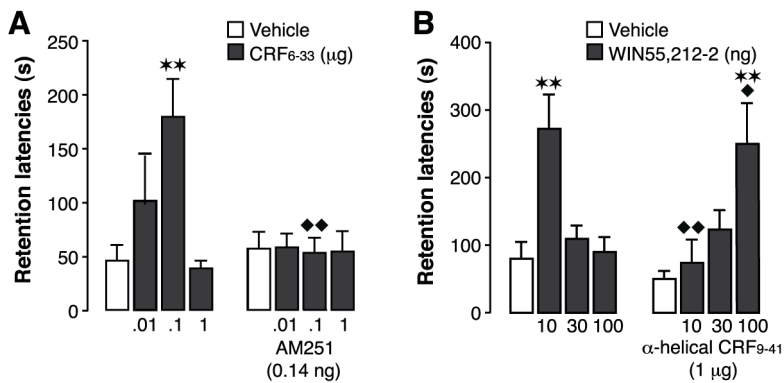 A
Vehicle
CRF6-33 (μg)
Retention latencies (s)
250
200
150
100
50
0
★★
◆◆
.01 .1 1
.01 .1 1
AM251
(0.14 ng)
B
Vehicle
WIN55,212-2 (ng)
Retention latencies (s)
400
300
200
100
0
★★
◆◆
★★
◆
10 30 100
10 30 100
α-helical CRF9-41
(1 μg)